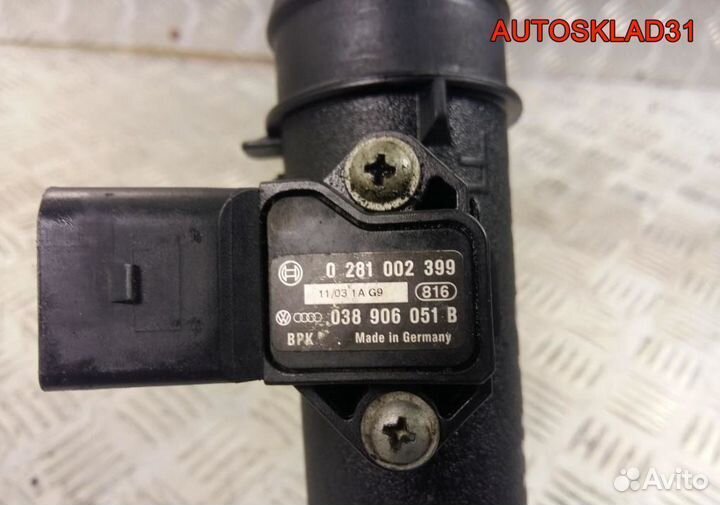 AUTOSKLAD31
0 281 002 399
11/03 1A G9 816
038 906 051 B
BPK Made in Germany
Avito